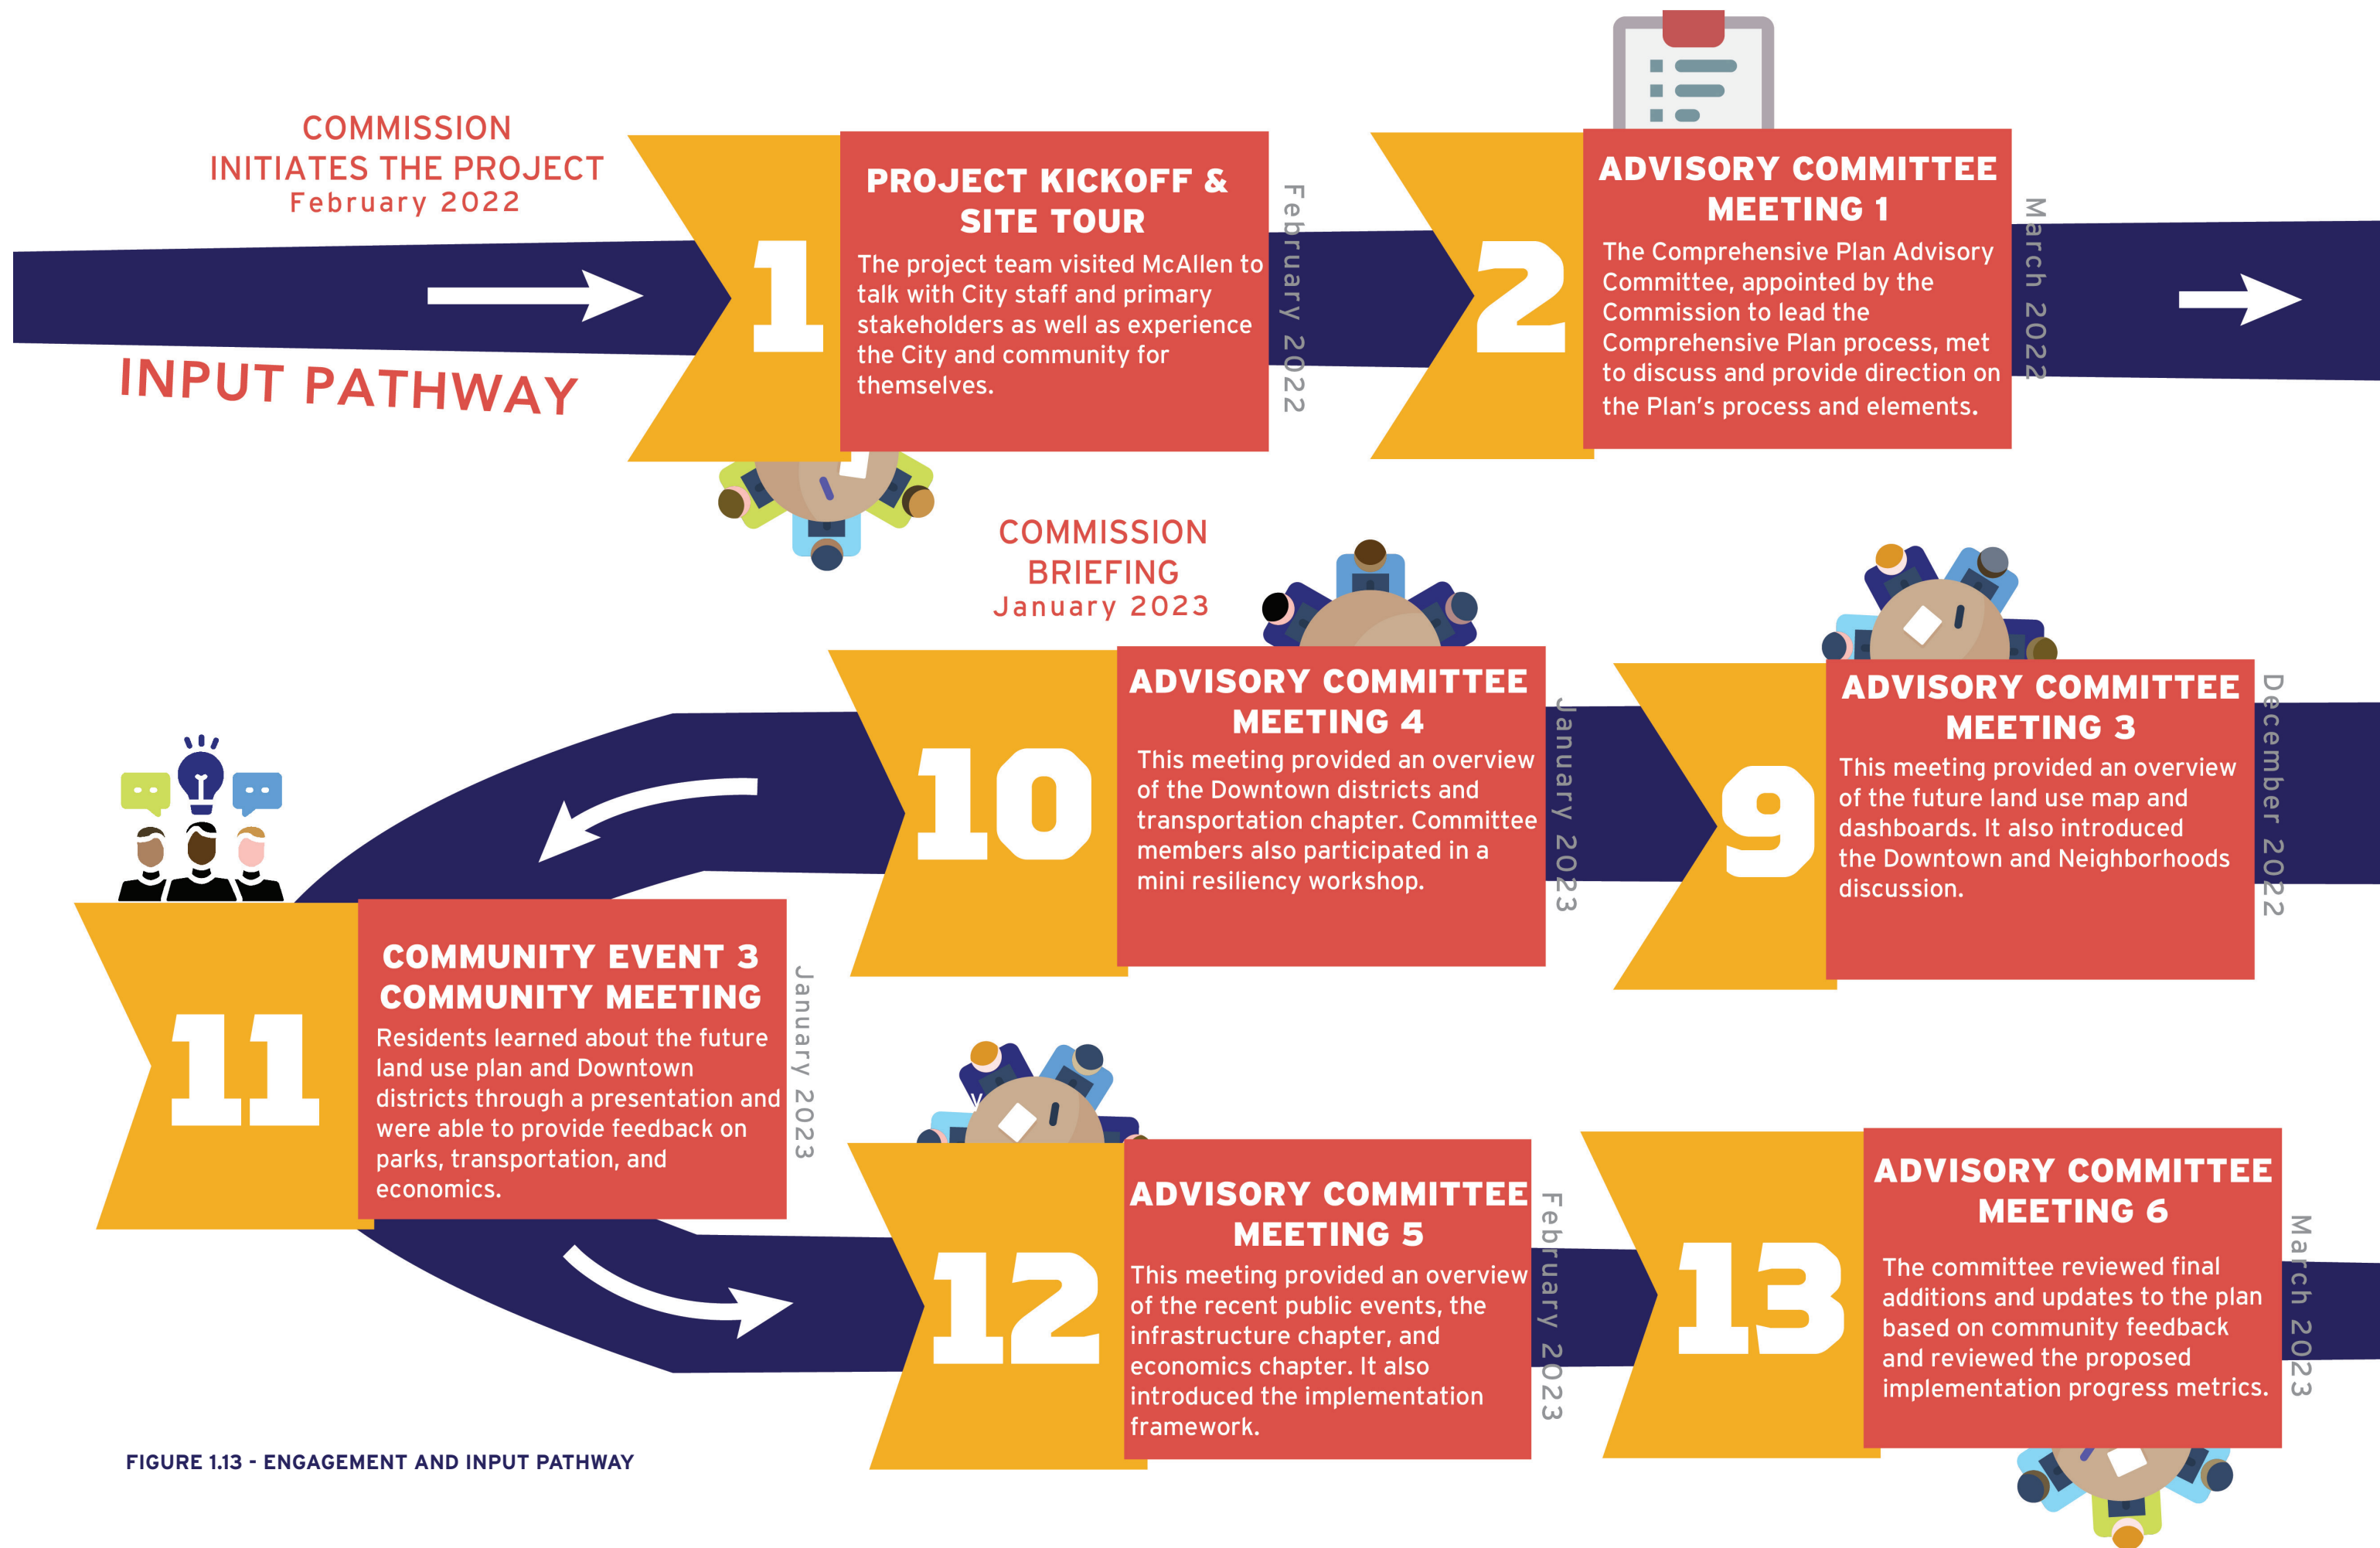 COMMISSION
INITIATES THE PROJECT
February 2022
INPUT PATHWAY
1
PROJECT KICKOFF &
SITE TOUR
The project team visited McAllen to
talk with City staff and primary
stakeholders as well as experience
the City and community for
themselves.
February 2022
2
ADVISORY COMMITTEE
MEETING 1
The Comprehensive Plan Advisory
Committee, appointed by the
Commission to lead the
Comprehensive Plan process, met
to discuss and provide direction on
the Plan's process and elements.
March 2022
9
ADVISORY COMMITTEE
MEETING 3
This meeting provided an overview
of the future land use map and
dashboards. It also introduced
the Downtown and Neighborhoods
discussion.
December 2022
COMMISSION
BRIEFING
January 2023
10
ADVISORY COMMITTEE
MEETING 4
This meeting provided an overview
of the Downtown districts and
transportation chapter. Committee
members also participated in a
mini resiliency workshop.
January 2023
11
COMMUNITY EVENT 3
COMMUNITY MEETING
Residents learned about the future
land use plan and Downtown
districts through a presentation and
were able to provide feedback on
parks, transportation, and
economics.
January 2023
12
ADVISORY COMMITTEE
MEETING 5
This meeting provided an overview
of the recent public events, the
infrastructure chapter, and
economics chapter. It also
introduced the implementation
framework.
February 2023
13
ADVISORY COMMITTEE
MEETING 6
The committee reviewed final
additions and updates to the plan
based on community feedback
and reviewed the proposed
implementation progress metrics.
March 2023
FIGURE 1.13 - ENGAGEMENT AND INPUT PATHWAY